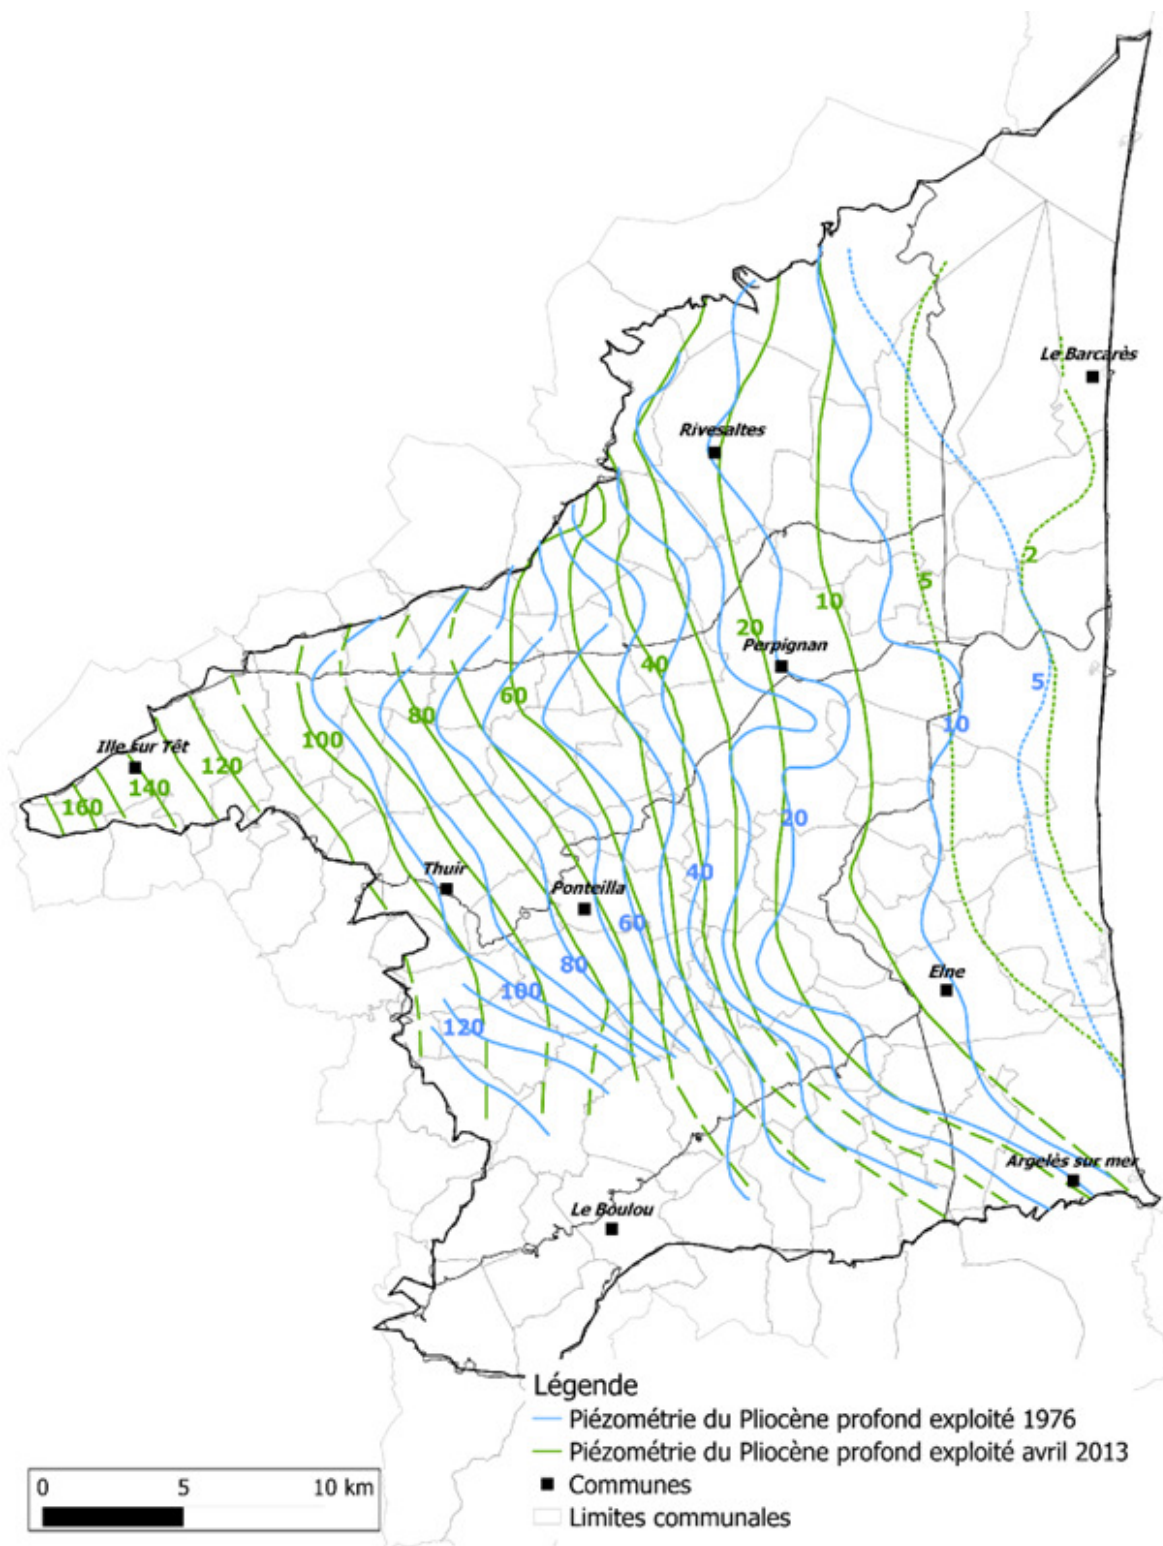 Le Barcarès
Rivesaltes
2
5
10
20
Perpignan
40
60
5
80
10
100
Ille sur Têt
120
140
160
20
Thuir
40
Ponteilla
60
80
Elne
100
120
Argelès sur mer
Le Boulou
Légende
Piézométrie du Pliocène profond exploité 1976
Piézométrie du Pliocène profond exploité avril 2013
Communes
Limites communales
0 5 10 km